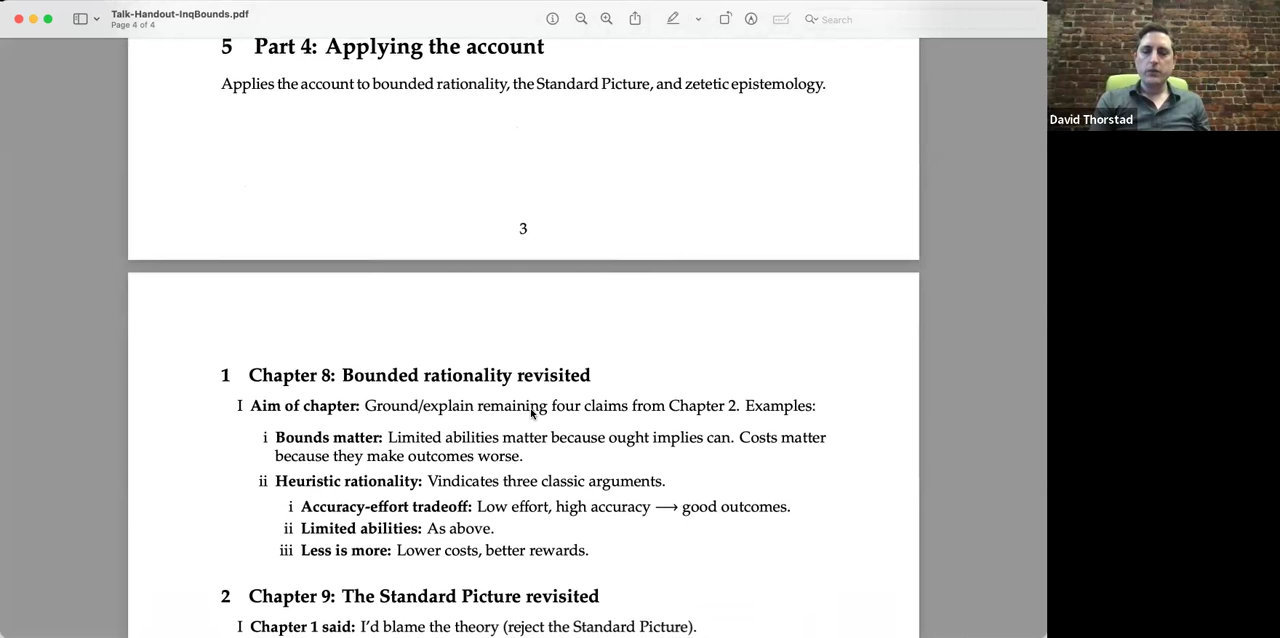 Talk-Handout-InqBounds.pdf
Page 4 of 4
Search
David Thorstad
5 Part 4: Applying the account
Applies the account to bounded rationality, the Standard Picture, and zetetic epistemology.
3
1 Chapter 8: Bounded rationality revisited
I Aim of chapter: Ground/explain remaining four claims from Chapter 2. Examples:
i Bounds matter: Limited abilities matter because ought implies can. Costs matter
because they make outcomes worse.
ii Heuristic rationality: Vindicates three classic arguments.
i Accuracy-effort tradeoff: Low effort, high accuracy ⟶ good outcomes.
ii Limited abilities: As above.
iii Less is more: Lower costs, better rewards.
2 Chapter 9: The Standard Picture revisited
I Chapter 1 said: I'd blame the theory (reject the Standard Picture).